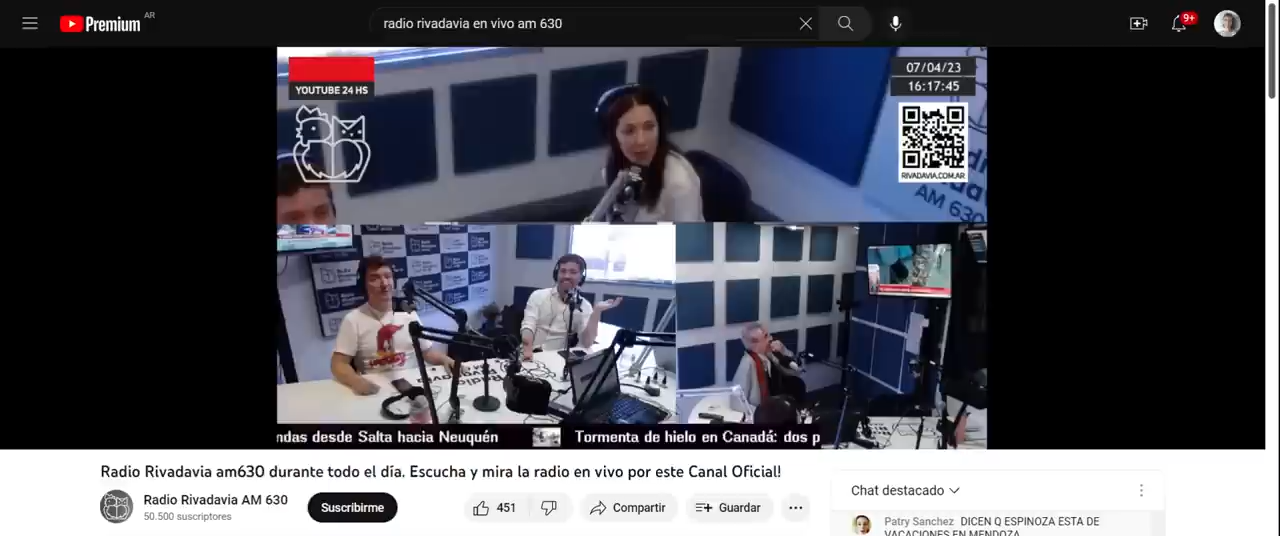 Premium AR
radio rivadavia en vivo am 630
9+
YOUTUBE 24 HS
07/04/23
16:17:45
RIVADAVIA.COM.AR
AM 630
ndas desde Salta hacia Neuquén
Tormenta de hielo en Canadá: dos p
Radio Rivadavia am630 durante todo el día. Escucha y mira la radio en vivo por este Canal Oficial!
Radio Rivadavia AM 630
50.500 suscriptores
Suscribirme
451
Compartir
Guardar
Chat destacado
Patry Sanchez DICEN Q ESPINOZA ESTA DE
VACACIONES EN MENDOZA